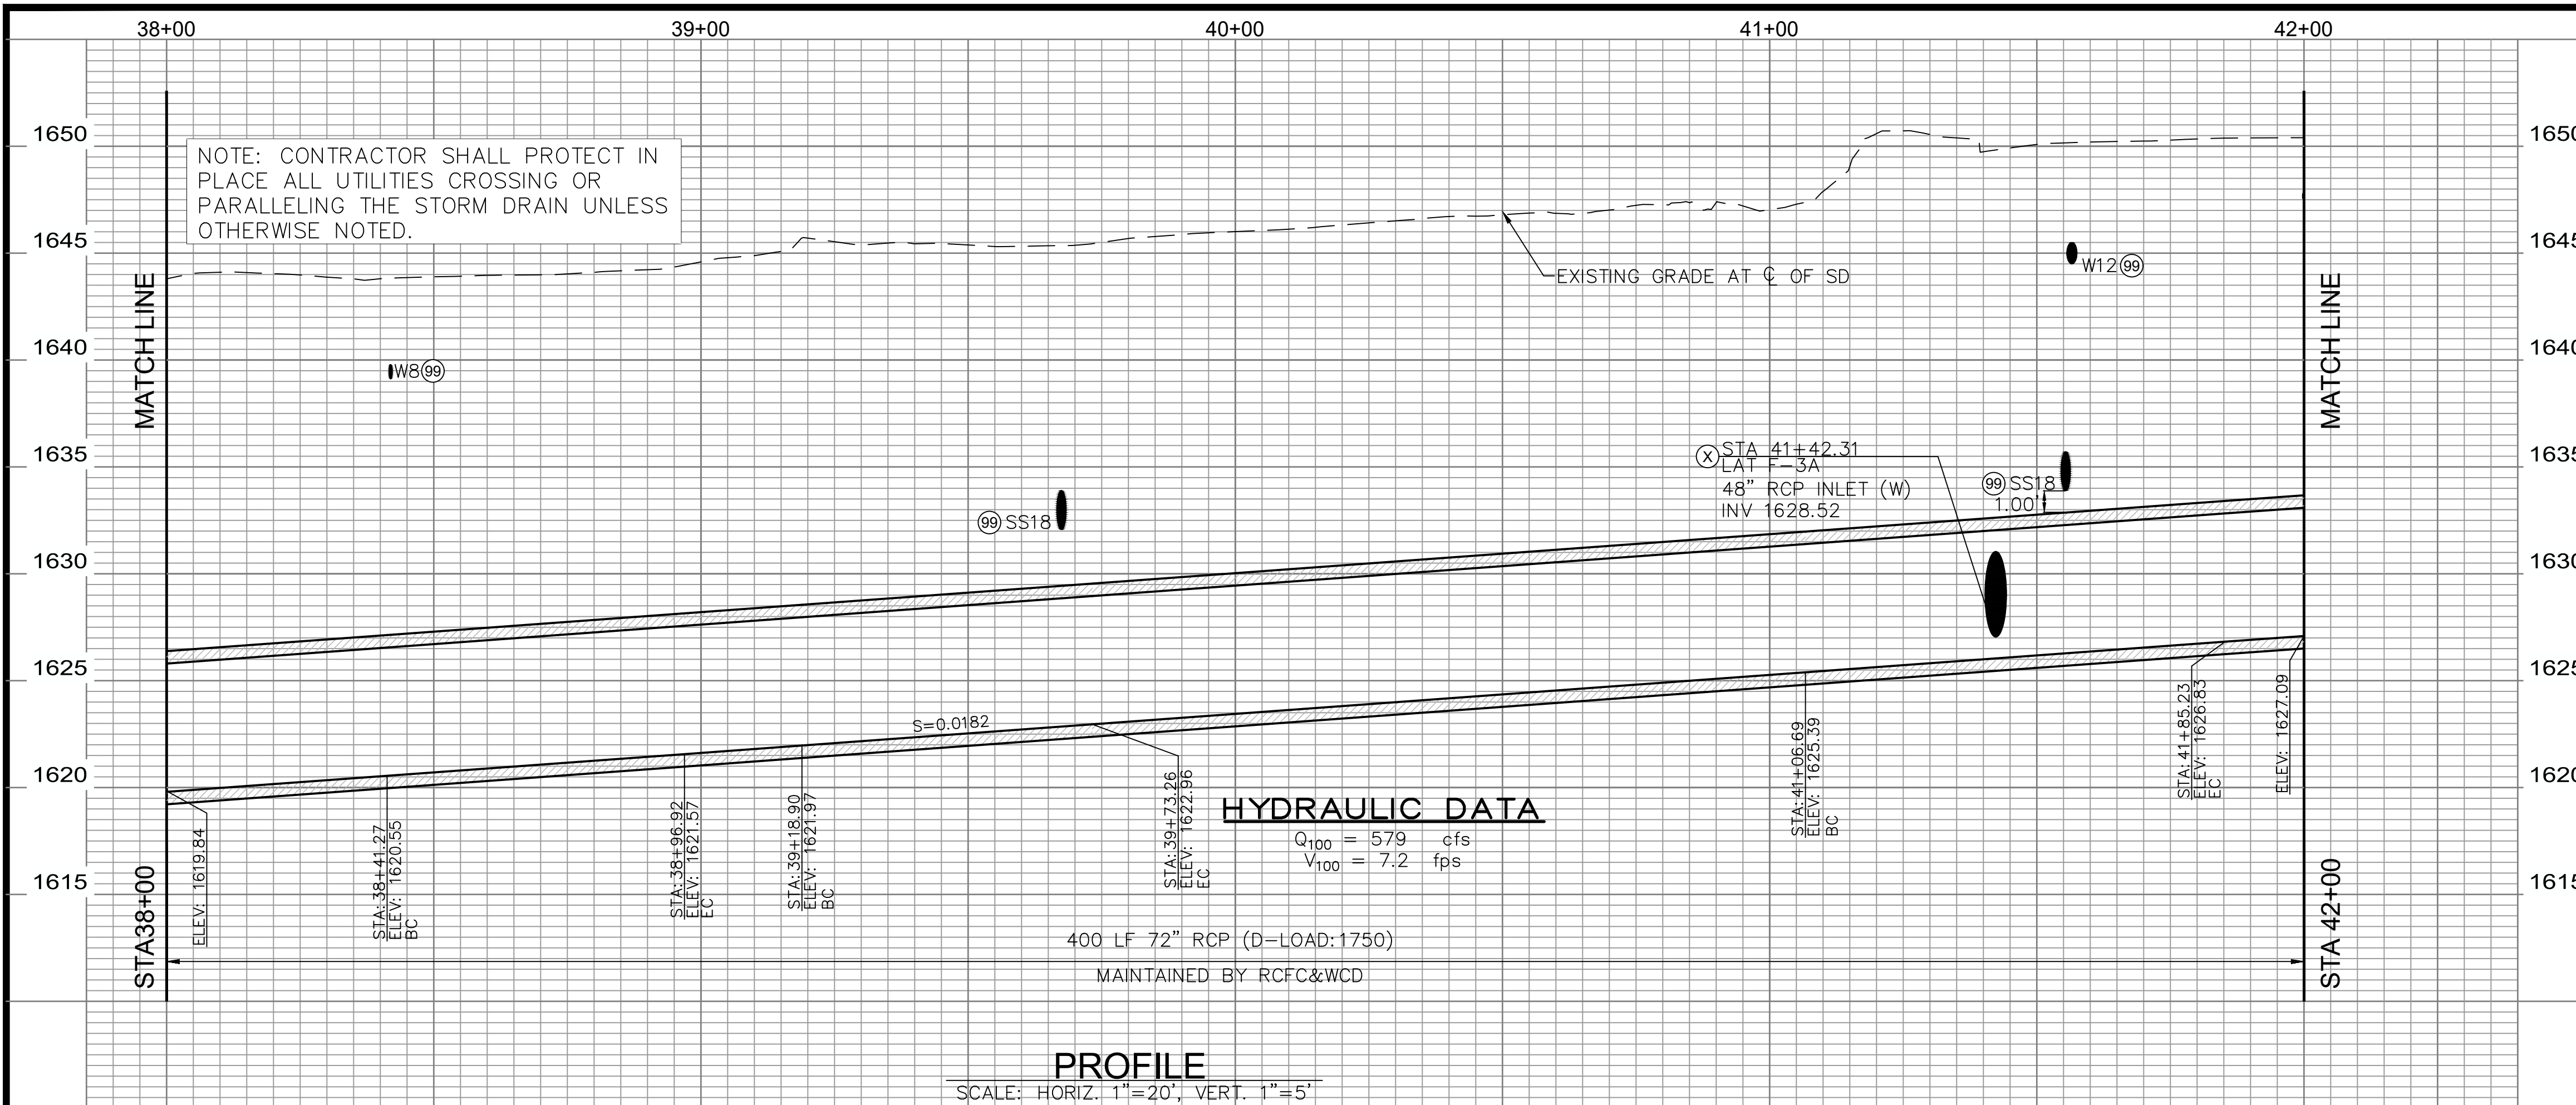 38+00 39+00 40+00 41+00 42+00
1650 1650
NOTE: CONTRACTOR SHALL PROTECT IN
PLACE ALL UTILITIES CROSSING OR
PARALLELING THE STORM DRAIN UNLESS
OTHERWISE NOTED.
1645 1645
EXISTING GRADE AT ℄ OF SD
W12 99
MATCH LINE
MATCH LINE
1640 1640
W8 99
1635 1635
X STA 41+42.31
LAT F-3A
48" RCP INLET (W)
INV 1628.52
99 SS18
1.00'
99 SS18
1630 1630
1625 1625
S=0.0182
1620 1620
1615 1615
STA38+00
ELEV: 1619.84
STA: 38+41.27
ELEV: 1620.55
BC
STA: 38+96.92
ELEV: 1621.57
EC
STA: 39+18.90
ELEV: 1621.97
BC
STA: 39+73.26
ELEV: 1622.96
EC
HYDRAULIC DATA
Q100 = 579 cfs
V100 = 7.2 fps
STA: 41+06.69
ELEV: 1625.39
BC
STA: 41+85.23
ELEV: 1626.83
EC
ELEV: 1627.09
STA 42+00
400 LF 72" RCP (D-LOAD:1750)
MAINTAINED BY RCFC&WCD
PROFILE
SCALE: HORIZ. 1"=20', VERT. 1"=5'